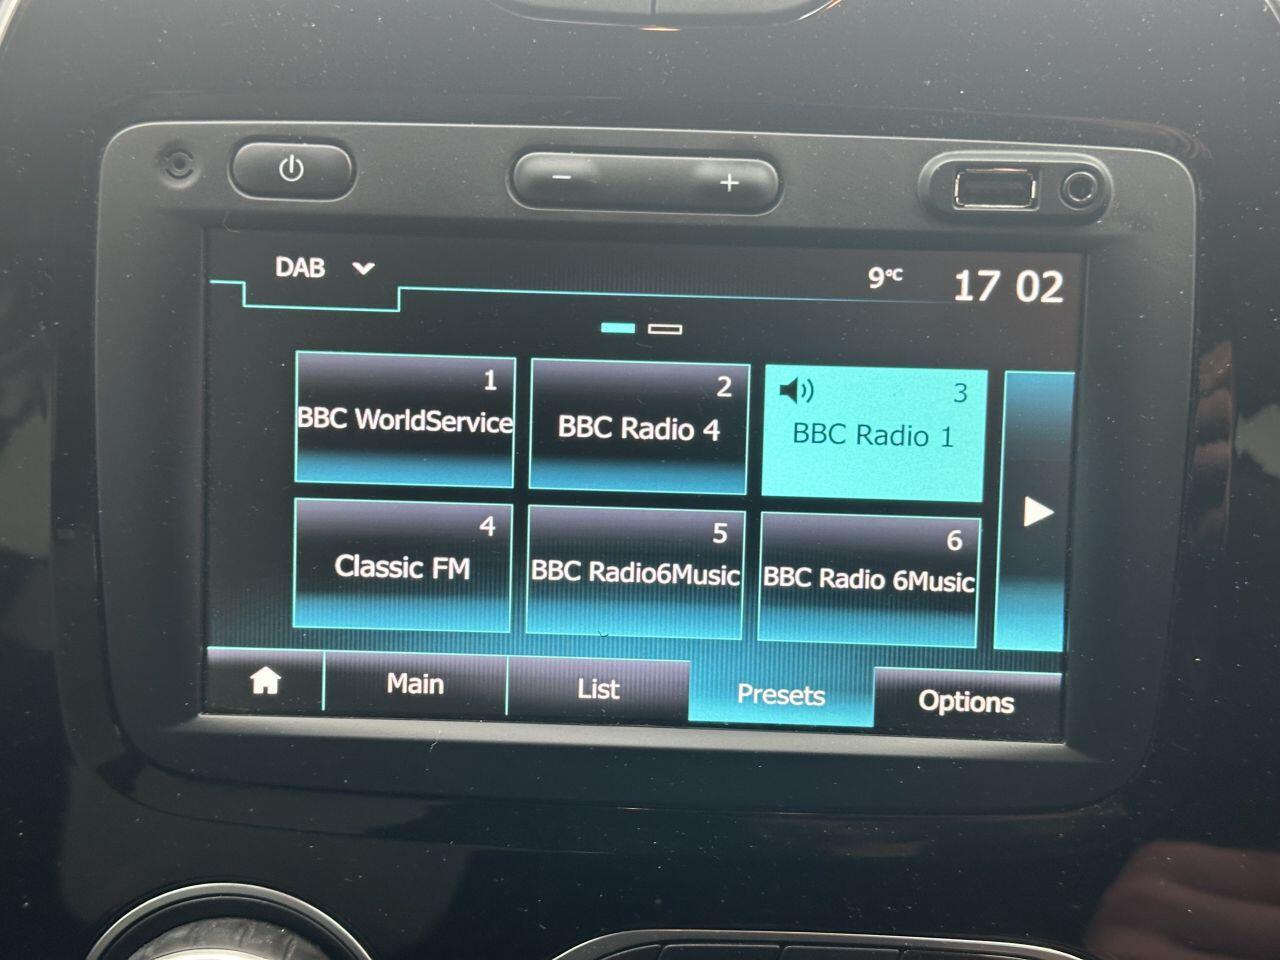 DAB
9°C
17 02
1
BBC WorldService
2
BBC Radio 4
3
BBC Radio 1
4
Classic FM
5
BBC Radio6Music
6
BBC Radio 6Music
Main
List
Presets
Options